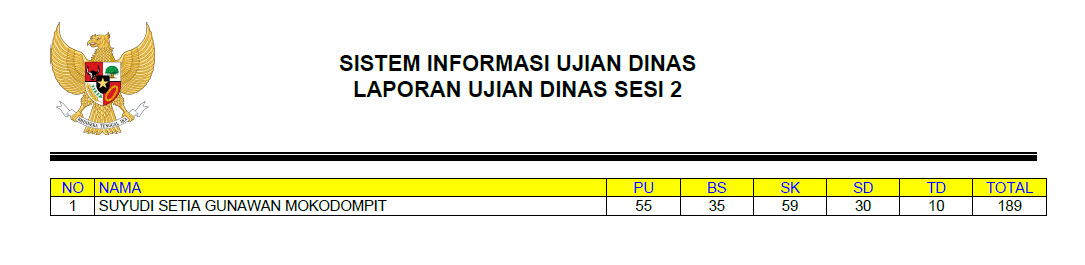 SISTEM INFORMASI UJIAN DINAS
LAPORAN UJIAN DINAS SESI 2
BHINNEKA TUNGGAL IKA
NO NAMA PU BS SK SD TD TOTAL
1 SUYUDI SETIA GUNAWAN MOKODOMPIT 55 35 59 30 10 189